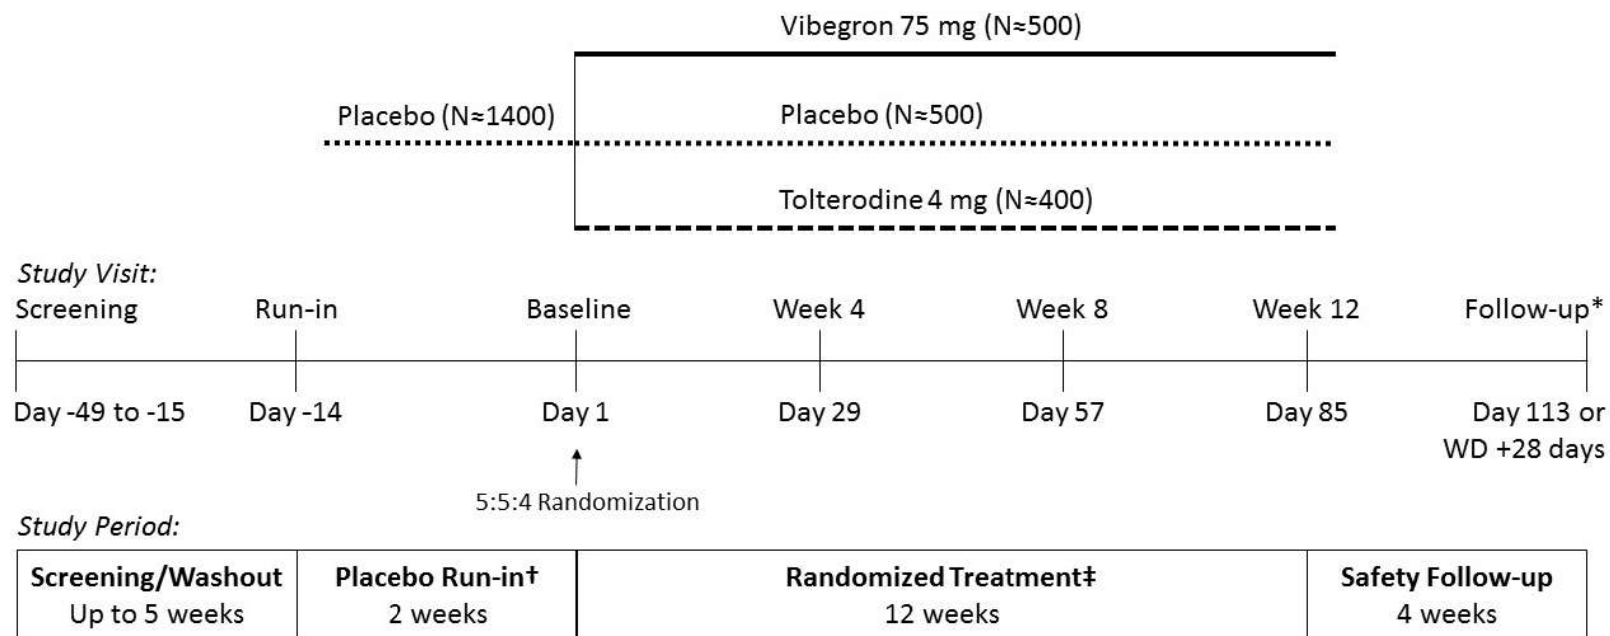 Vibegron 75 mg (N≈500)
Placebo (N≈1400)
Placebo (N≈500)
Tolterodine 4 mg (N≈400)
Study Visit:
Screening
Run-in
Baseline
Week 4
Week 8
Week 12
Follow-up*
Day -49 to -15
Day -14
Day 1
Day 29
Day 57
Day 85
Day 113 or
WD +28 days
5:5:4 Randomization
Study Period:
Screening/Washout
Up to 5 weeks
Placebo Run-in†
2 weeks
Randomized Treatment‡
12 weeks
Safety Follow-up
4 weeks